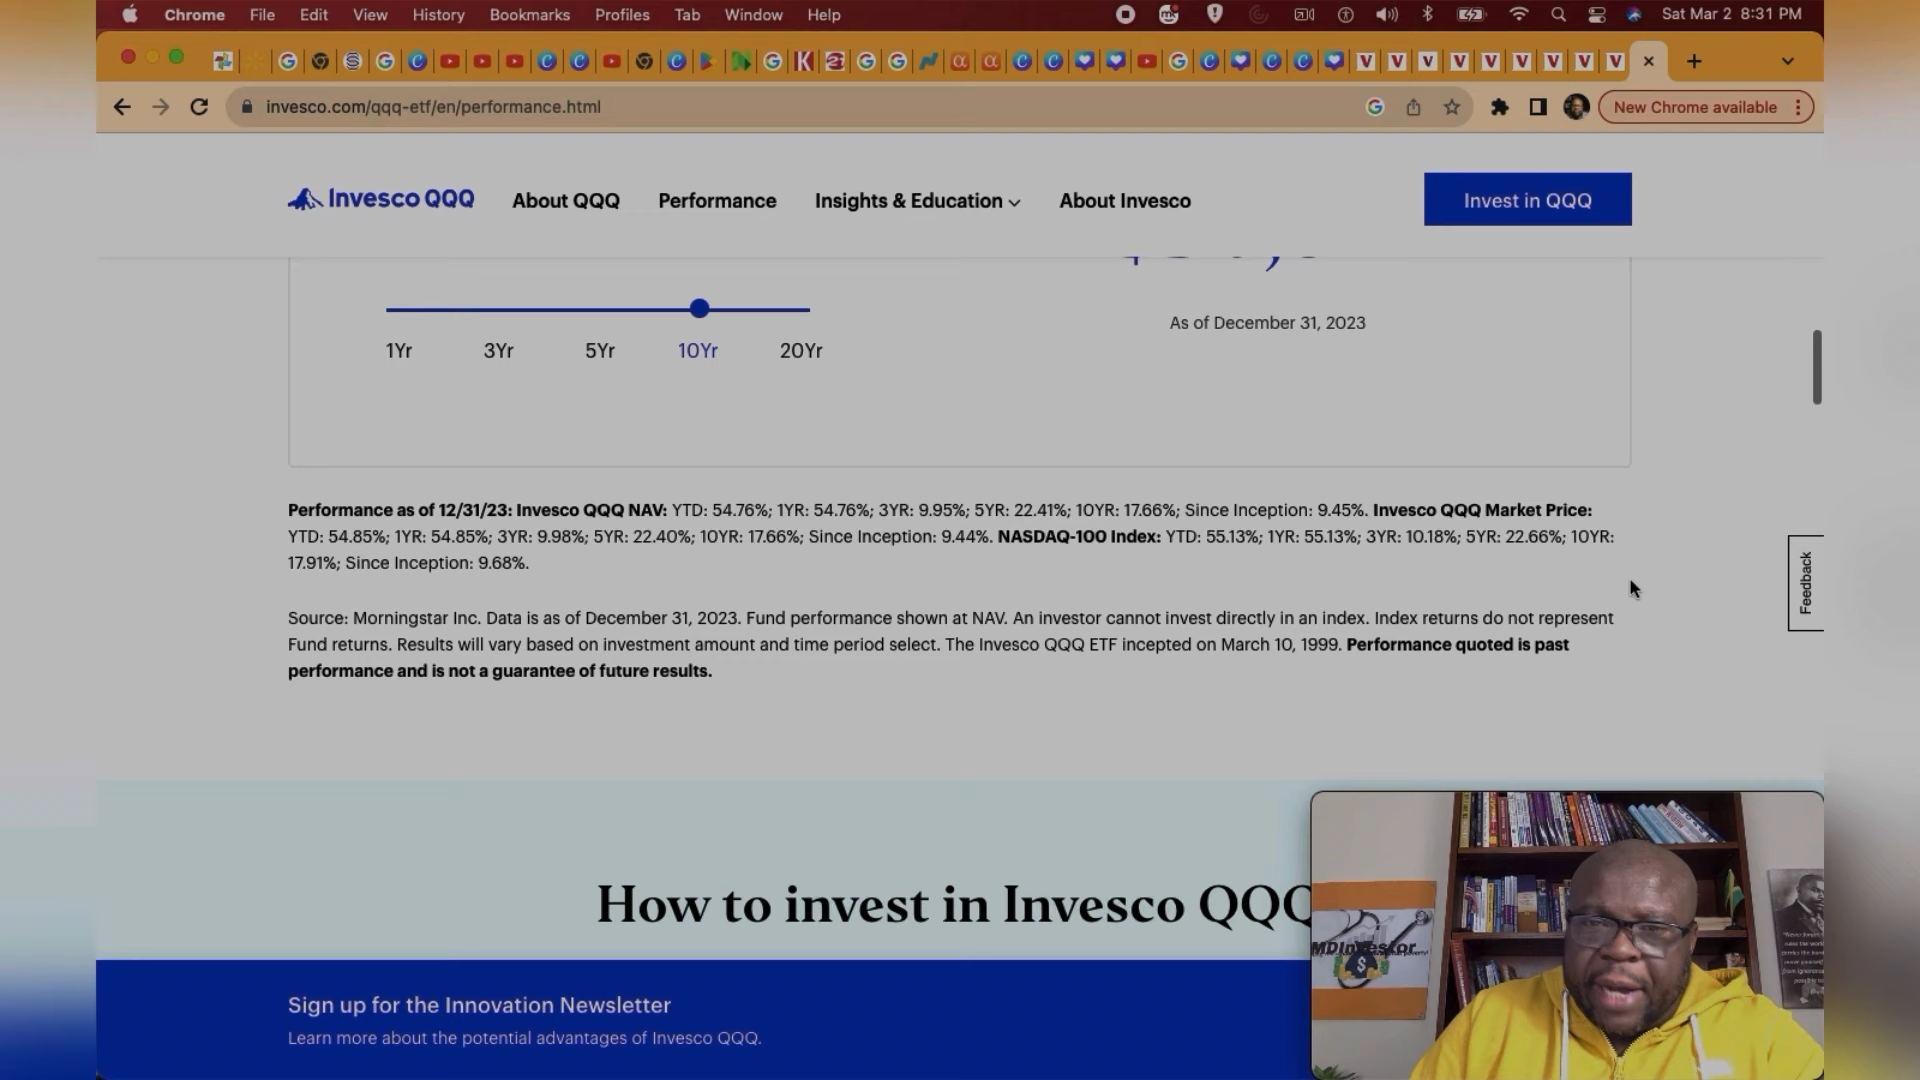 Chrome File Edit View History Bookmarks Profiles Tab Window Help Sat Mar 2 8:31 PM
invesco.com/qqq-etf/en/performance.html New Chrome available
Invesco QQQ About QQQ Performance Insights & Education About Invesco Invest in QQQ
As of December 31, 2023
1Yr 3Yr 5Yr 10Yr 20Yr
Performance as of 12/31/23: Invesco QQQ NAV: YTD: 54.76%; 1YR: 54.76%; 3YR: 9.95%; 5YR: 22.41%; 10YR: 17.66%; Since Inception: 9.45%. Invesco QQQ Market Price:
YTD: 54.85%; 1YR: 54.85%; 3YR: 9.98%; 5YR: 22.40%; 10YR: 17.66%; Since Inception: 9.44%. NASDAQ-100 Index: YTD: 55.13%; 1YR: 55.13%; 3YR: 10.18%; 5YR: 22.66%; 10YR:
17.91%; Since Inception: 9.68%.
Feedback
Source: Morningstar Inc. Data is as of December 31, 2023. Fund performance shown at NAV. An investor cannot invest directly in an index. Index returns do not represent
Fund returns. Results will vary based on investment amount and time period select. The Invesco QQQ ETF incepted on March 10, 1999. Performance quoted is past
performance and is not a guarantee of future results.
How to invest in Invesco QQQ
MDInvestor
Sign up for the Innovation Newsletter
Learn more about the potential advantages of Invesco QQQ.